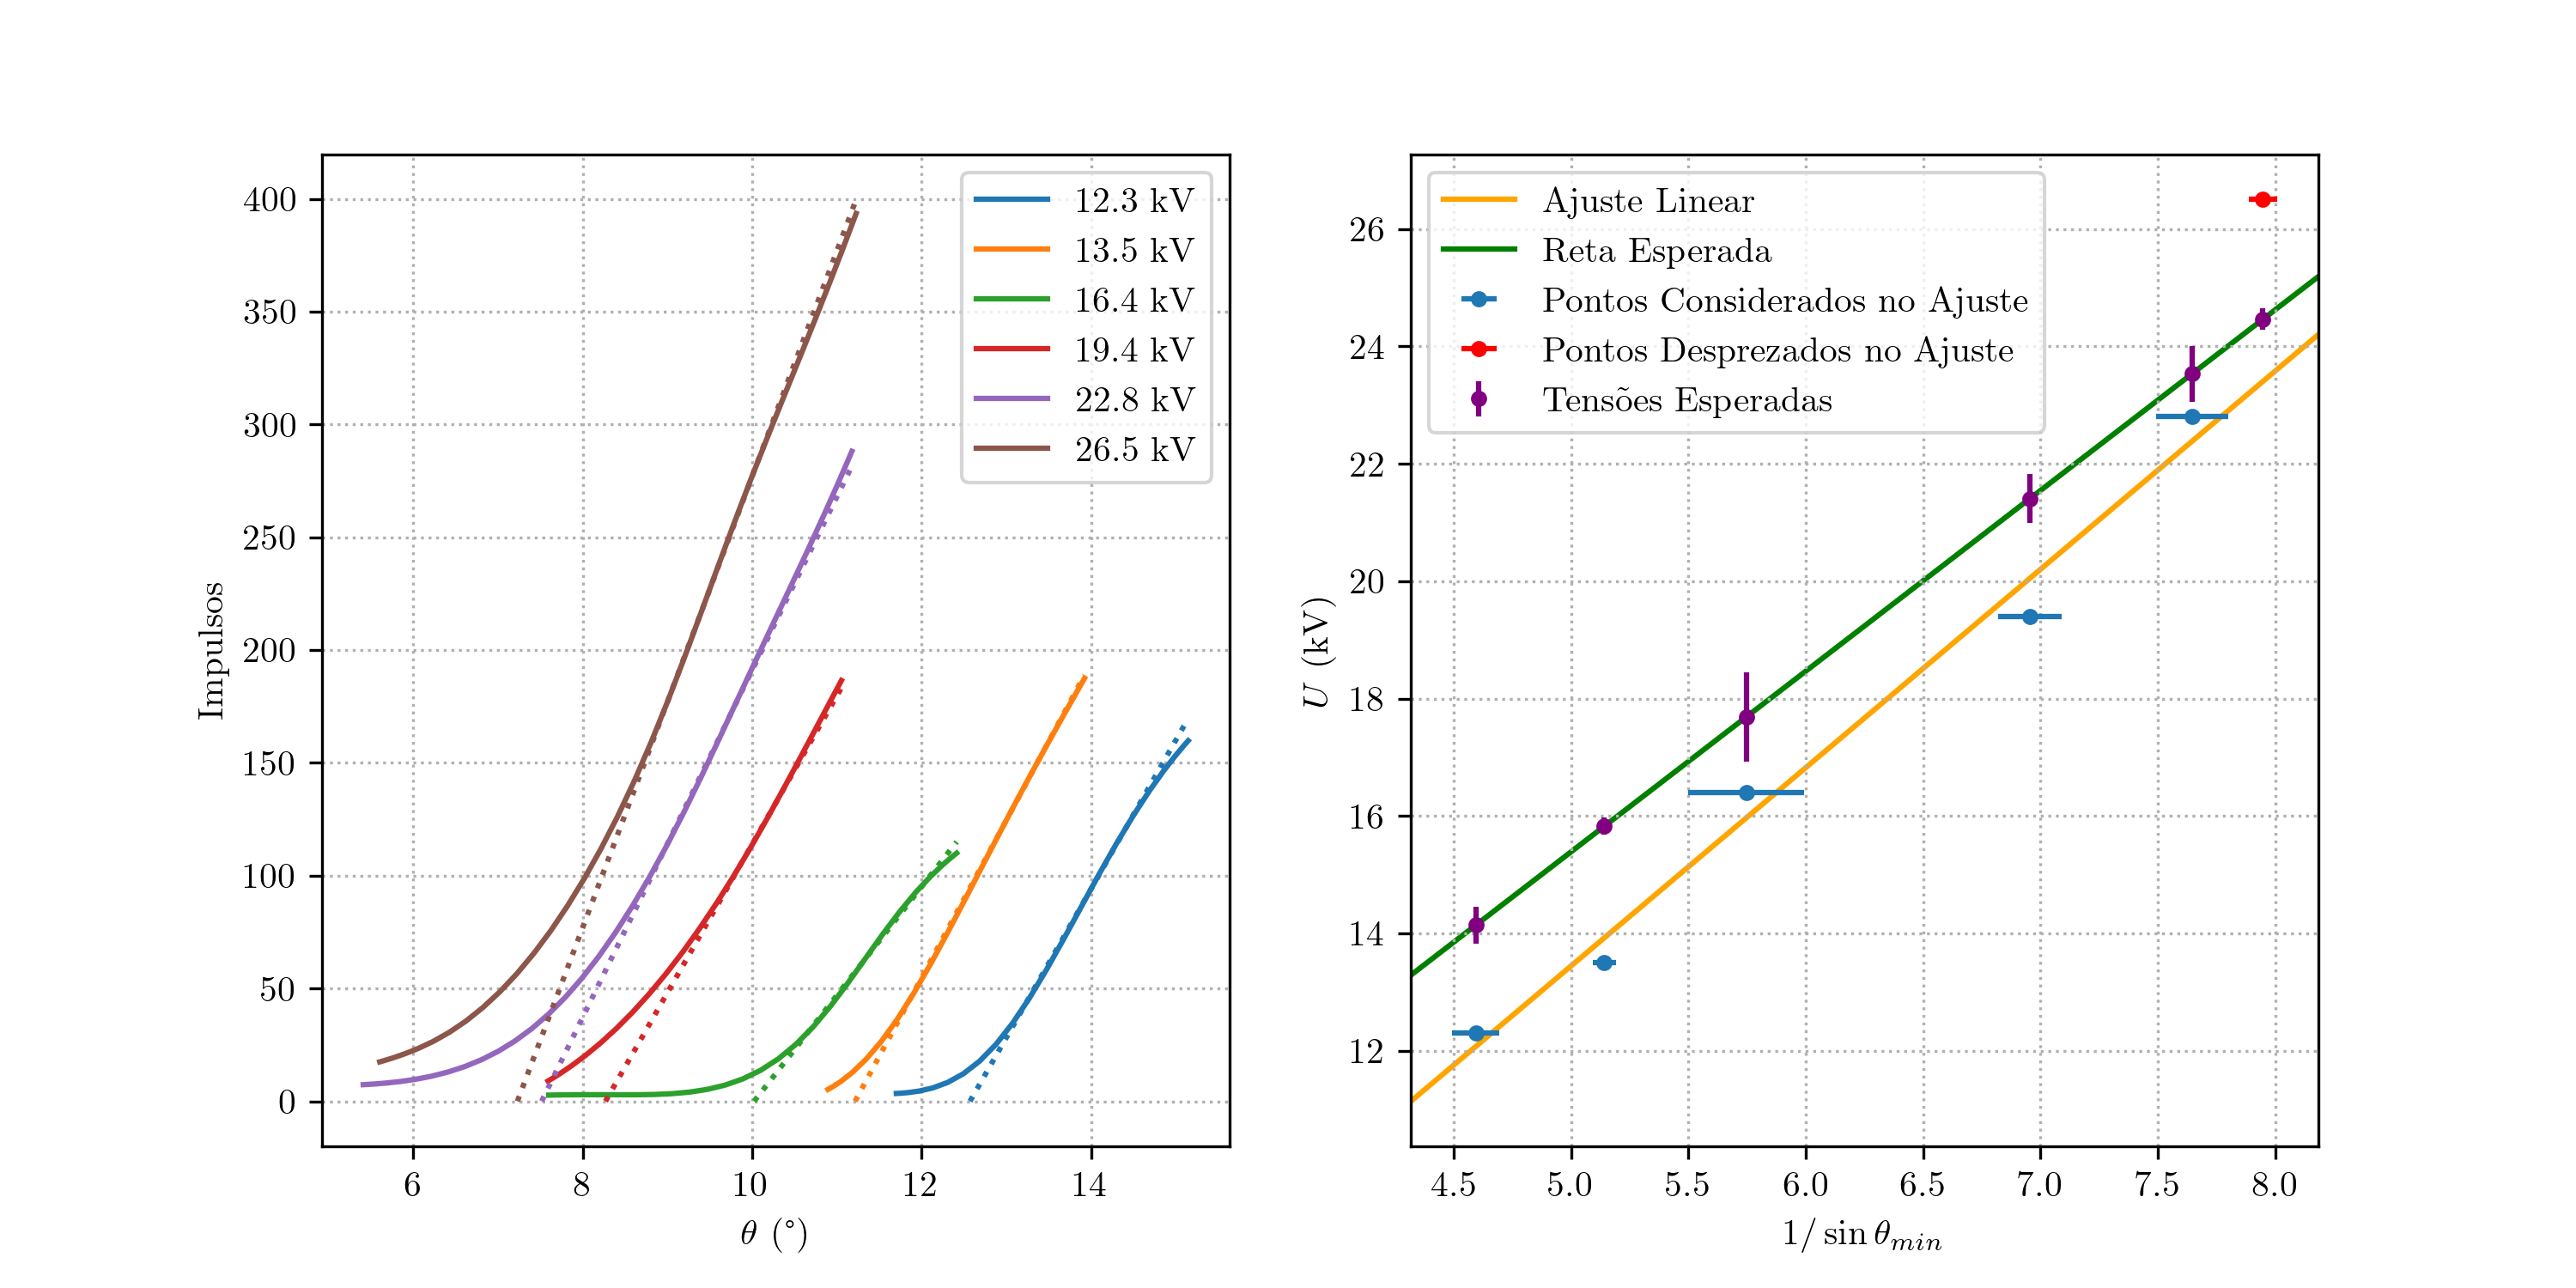 400
350
300
250
200
150
100
50
0
Impulsos
6 8 10 12 14
θ (°)
12.3 kV
13.5 kV
16.4 kV
19.4 kV
22.8 kV
26.5 kV
26
24
22
20
18
16
14
12
U (kV)
4.5 5.0 5.5 6.0 6.5 7.0 7.5 8.0
1/ sin θmin
Ajuste Linear
Reta Esperada
Pontos Considerados no Ajuste
Pontos Desprezados no Ajuste
Tensões Esperadas